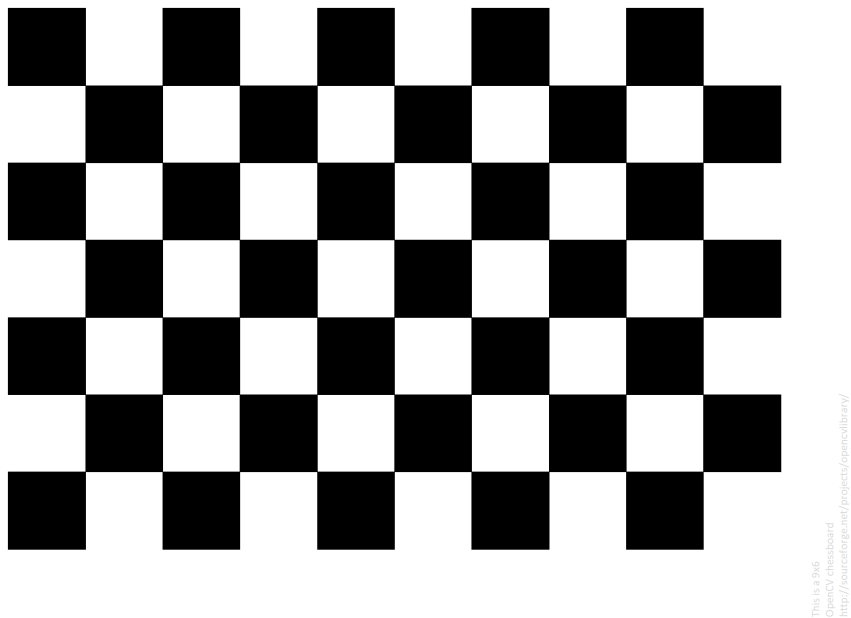 This is a 9x6
OpenCV chessboard
http://sourceforge.net/projects/opencvlibrary/